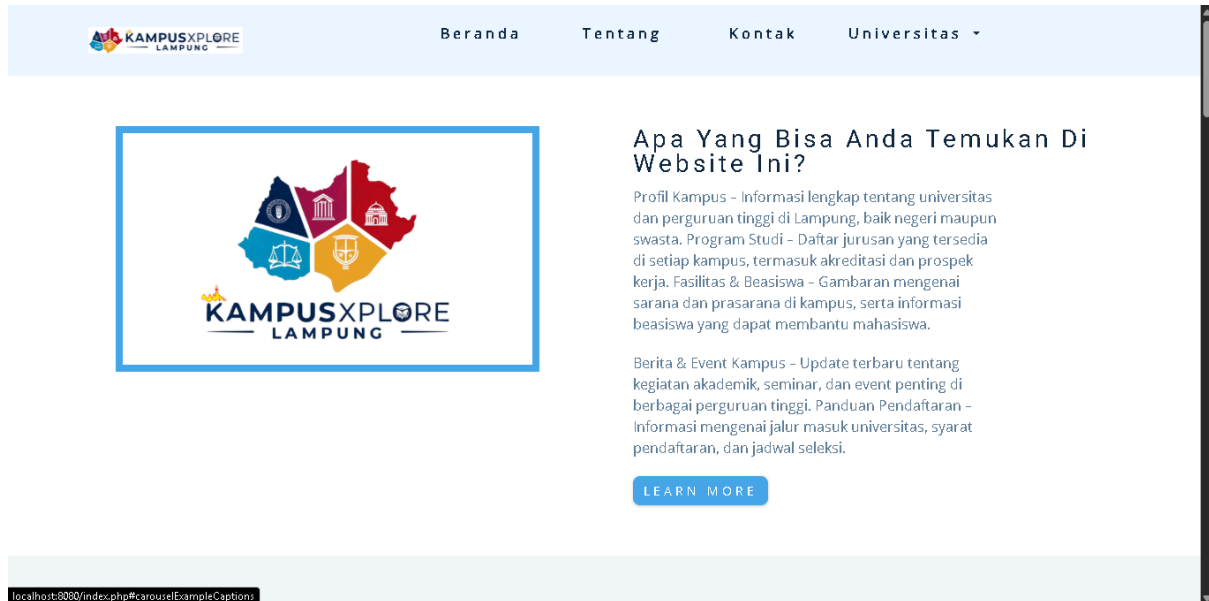 KAMPUSXPLORE
LAMPUNG
Beranda
Tentang
Kontak
Universitas
KAMPUSXPLORE
LAMPUNG
Apa Yang Bisa Anda Temukan Di
Website Ini?
Profil Kampus – Informasi lengkap tentang universitas
dan perguruan tinggi di Lampung, baik negeri maupun
swasta. Program Studi – Daftar jurusan yang tersedia
di setiap kampus, termasuk akreditasi dan prospek
kerja. Fasilitas & Beasiswa – Gambaran mengenai
sarana dan prasarana di kampus, serta informasi
beasiswa yang dapat membantu mahasiswa.
Berita & Event Kampus – Update terbaru tentang
kegiatan akademik, seminar, dan event penting di
berbagai perguruan tinggi. Panduan Pendaftaran –
Informasi mengenai jalur masuk universitas, syarat
pendaftaran, dan jadwal seleksi.
LEARN MORE
localhost:8080/index.php#carouselExampleCaptions